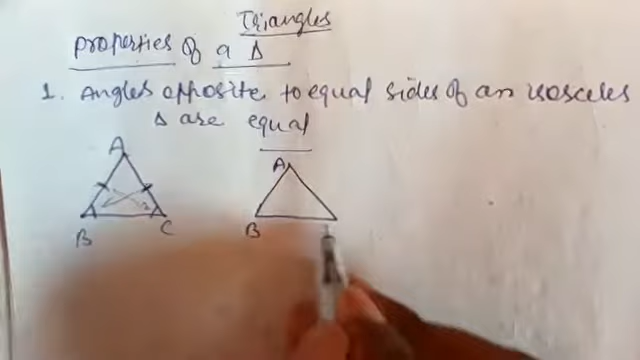 Triangles
Properties of a Δ
1. Angles opposite to equal sides of an isosceles
Δ are equal
A
B
C
A
B